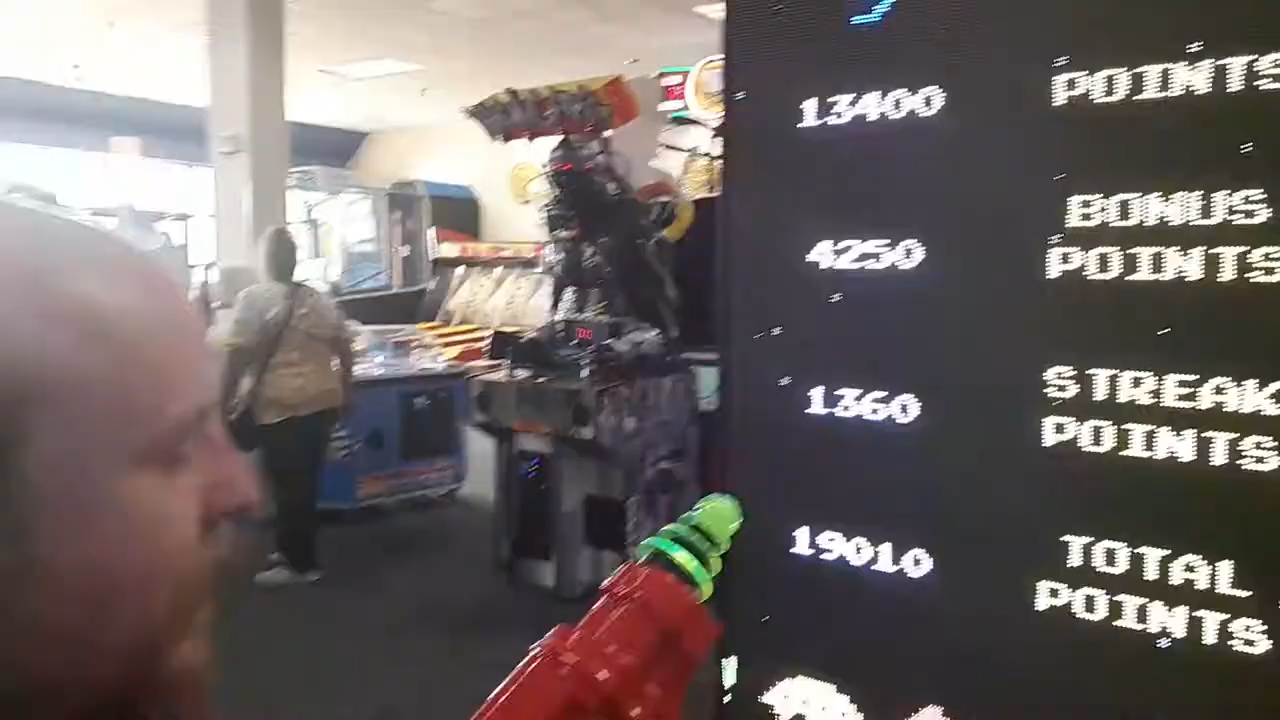 13400 POINTS
BONUS
4250 POINTS
STREAK
1360 POINTS
19010 TOTAL
POINTS